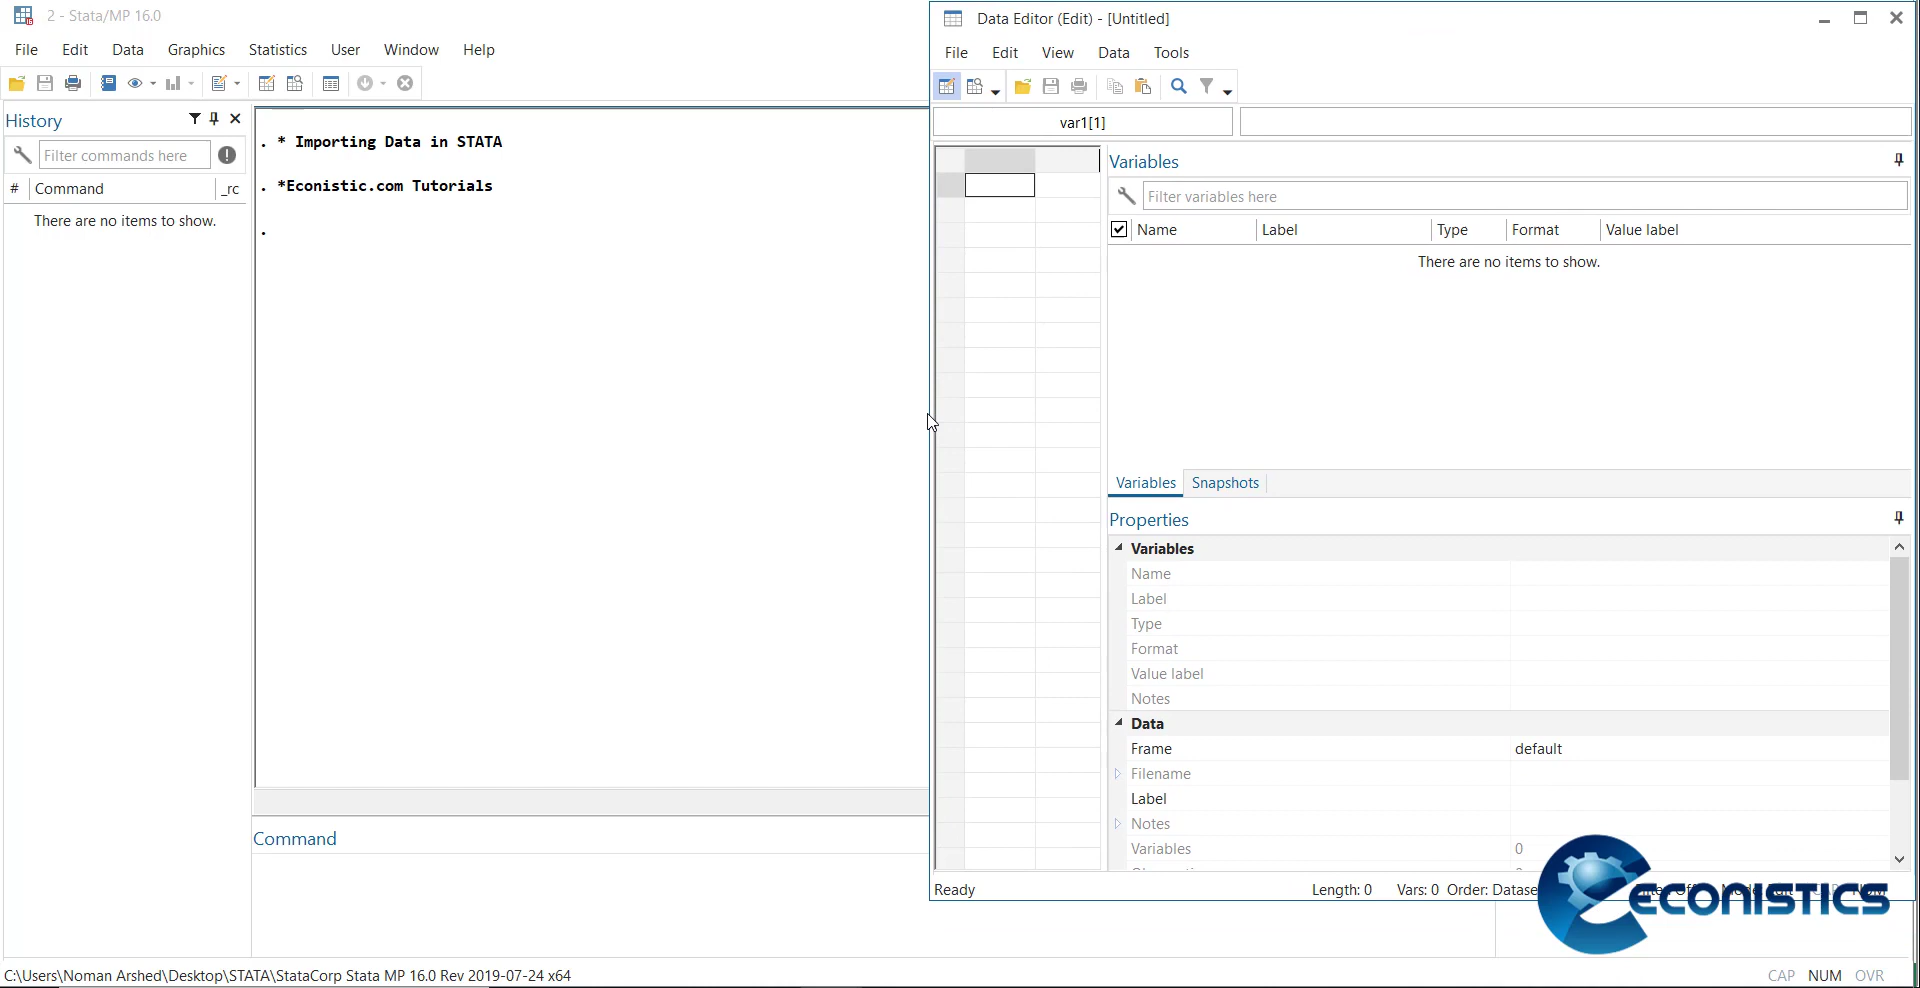 2 - Stata/MP 16.0
File Edit Data Graphics Statistics User Window Help
History
Filter commands here
# Command _rc
There are no items to show.
. * Importing Data in STATA
. *Econistic.com Tutorials
.
Command
Data Editor (Edit) - [Untitled]
File Edit View Data Tools
var1[1]
Variables
Filter variables here
Name Label Type Format Value label
There are no items to show.
Variables Snapshots
Properties
Variables
Name
Label
Type
Format
Value label
Notes
Data
Frame default
Filename
Label
Notes
Variables 0
Ready Length: 0 Vars: 0 Order: Datase
ECONISTICS
C:\Users\Noman Arshed\Desktop\STATA\StataCorp Stata MP 16.0 Rev 2019-07-24 x64
CAP NUM OVR